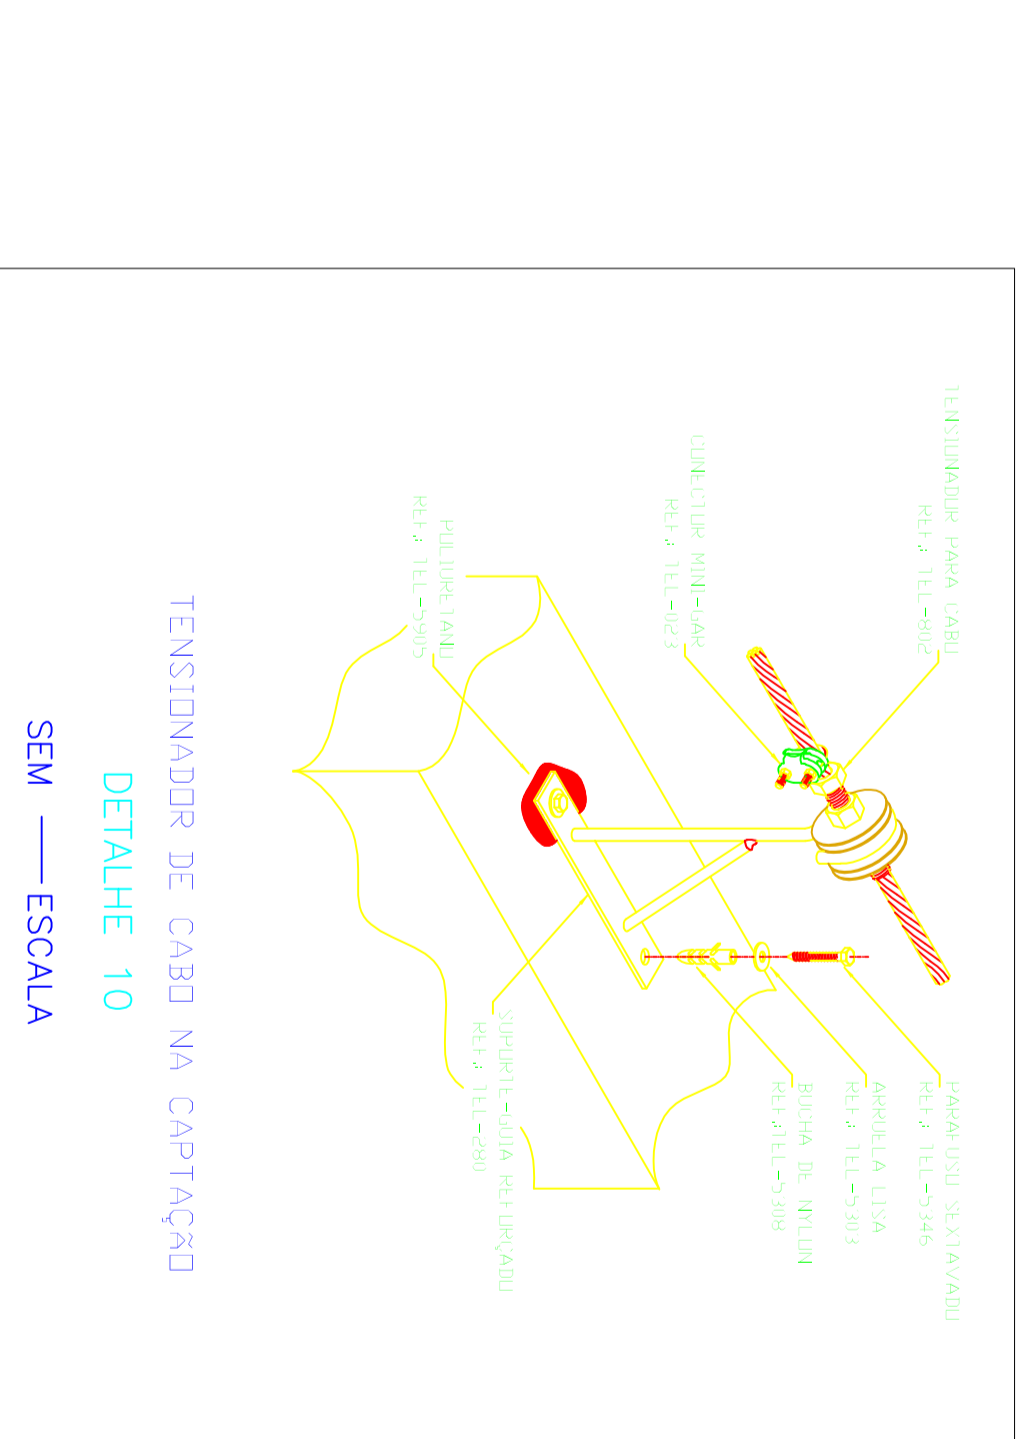 TENSIONADOR PARA CABO
REF.: TEL-802
CONECTOR MINI-GAR
REF.: TEL-023
POLIURETANO
REF.: TEL-5905
PARAFUSO SEXTAVADO
REF.: TEL-5346
ARRUELA LISA
REF.: TEL-5303
BUCHA DE NYLON
REF.:TEL-5308
SUPORTE-GUIA REFORÇADO
REF.: TEL-280
TENSIONADOR DE CABO NA CAPTAÇÃO
DETALHE 10
SEM ESCALA